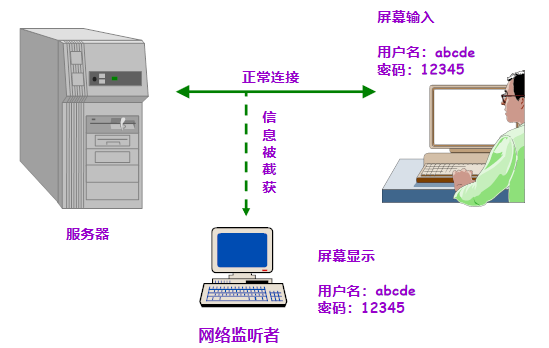 屏幕输入
用户名：abcde
密码：12345
正常连接
信息被截获
服务器
屏幕显示
用户名：abcde
密码：12345
网络监听者